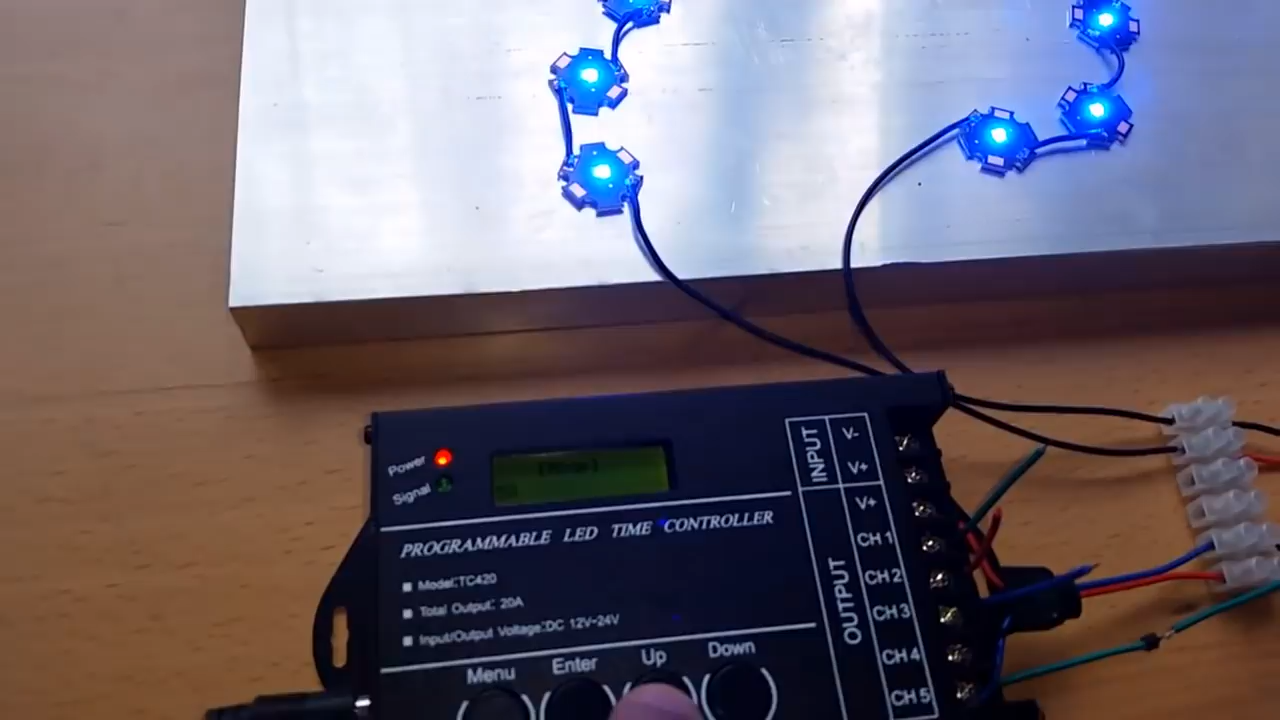 Power
Signal
PROGRAMMABLE LED TIME CONTROLLER
Model:TC420
Total Output: 20A
Input/Output Voltage:DC 12V-24V
Menu Enter Up Down
INPUT
V-
V+
OUTPUT
V+
CH 1
CH 2
CH 3
CH 4
CH 5